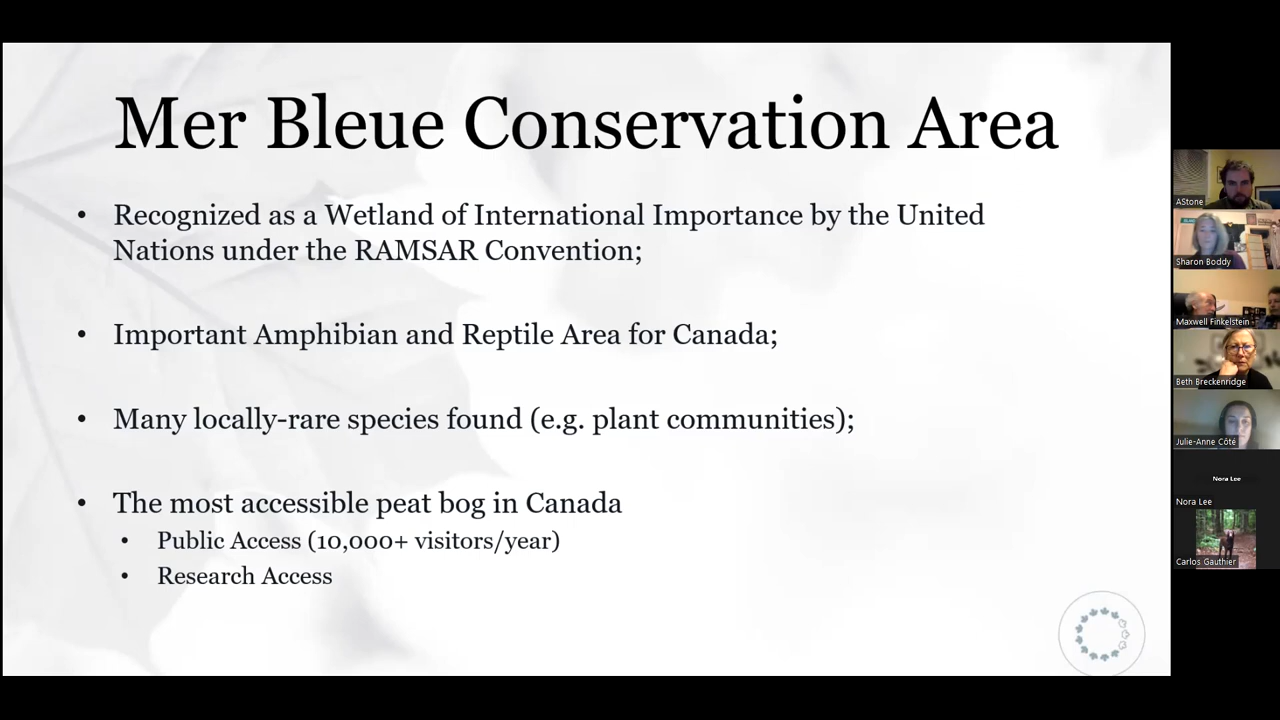 Mer Bleue Conservation Area
• Recognized as a Wetland of International Importance by the United
Nations under the RAMSAR Convention;
• Important Amphibian and Reptile Area for Canada;
• Many locally-rare species found (e.g. plant communities);
• The most accessible peat bog in Canada
• Public Access (10,000+ visitors/year)
• Research Access
AStone
Sharon Boddy
Maxwell Finkelstein
Beth Breckenridge
Julie-Anne Côté
Nora Lee
Nora Lee
Carlos Gauthier